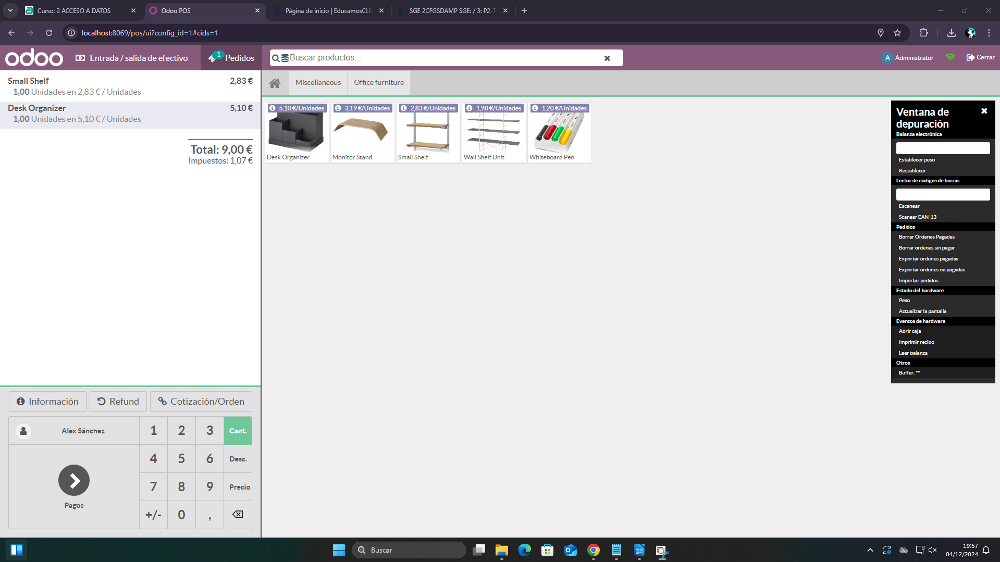 Curso: 2 ACCESO A DATOS
Odoo POS
Página de inicio | EducamosCLM
SGE 2CFGSDAMP SGE: / 3: P2-T
localhost:8069/pos/ui?config_id=1#cids=1
odoo
Entrada / salida de efectivo
1
Pedidos
Buscar productos...
A
Administrator
Cerrar
Small Shelf 2,83 €
1,00 Unidades en 2,83 € / Unidades
Desk Organizer 5,10 €
1,00 Unidades en 5,10 € / Unidades
Total: 9,00 €
Impuestos: 1,07 €
Miscellaneous
Office furniture
5,10 €/Unidades
Desk Organizer
3,19 €/Unidades
Monitor Stand
2,83 €/Unidades
Small Shelf
1,98 €/Unidades
Wall Shelf Unit
1,20 €/Unidades
Whiteboard Pen
Ventana de
depuración
Balanza electrónica
Establecer peso
Restablecer
Lector de códigos de barras
Escanear
Scanear EAN-13
Pedidos
Borrar Órdenes Pagadas
Borrar órdenes sin pagar
Exportar órdenes pagadas
Exportar órdenes no pagadas
Importar pedidos
Estado del hardware
Peso
Actualizar la pantalla
Eventos de hardware
Abrir caja
Imprimir recibo
Leer balanza
Otros
Buffer: ""
Información
Refund
Cotización/Orden
Alex Sánchez
1 2 3 Cant.
4 5 6 Desc.
7 8 9 Precio
+/- 0 ,
Pagos
Buscar
19:57
04/12/2024